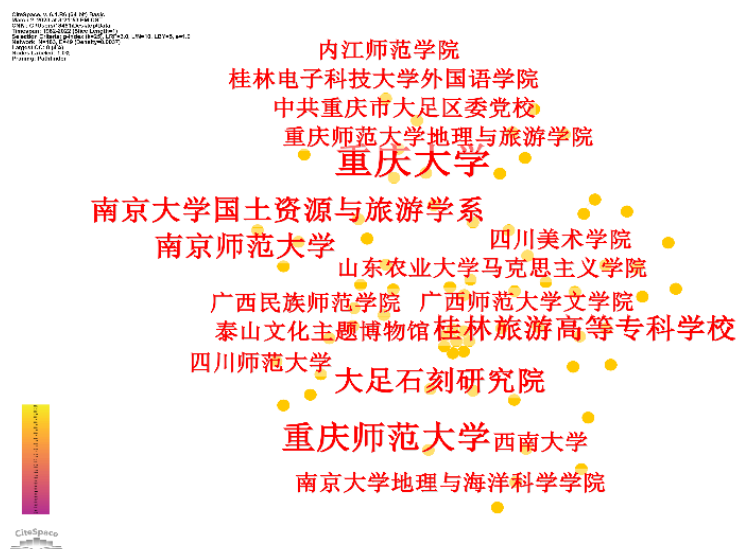 CiteSpace, v. 6.1.R6 (64-bit) Basic
内江师范学院
桂林电子科技大学外国语学院
中共重庆市大足区委党校
重庆师范大学地理与旅游学院
重庆大学
南京大学国土资源与旅游学系
南京师范大学
四川美术学院
山东农业大学马克思主义学院
广西民族师范学院 广西师范大学文学院
泰山文化主题博物馆 桂林旅游高等专科学校
四川师范大学
大足石刻研究院
重庆师范大学 西南大学
南京大学地理与海洋科学学院
CiteSpace